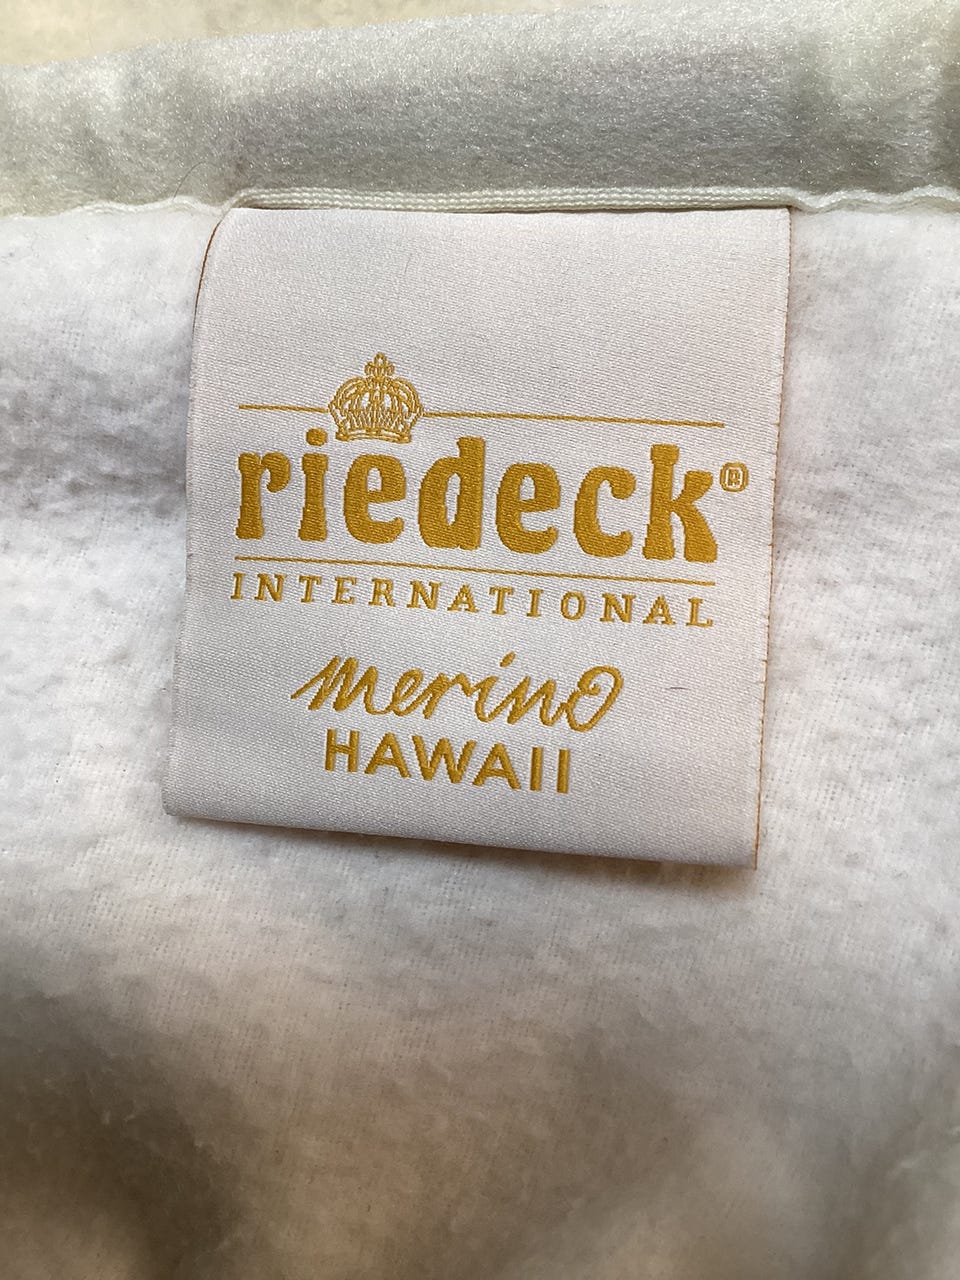 riedeck®
INTERNATIONAL
merino
HAWAII